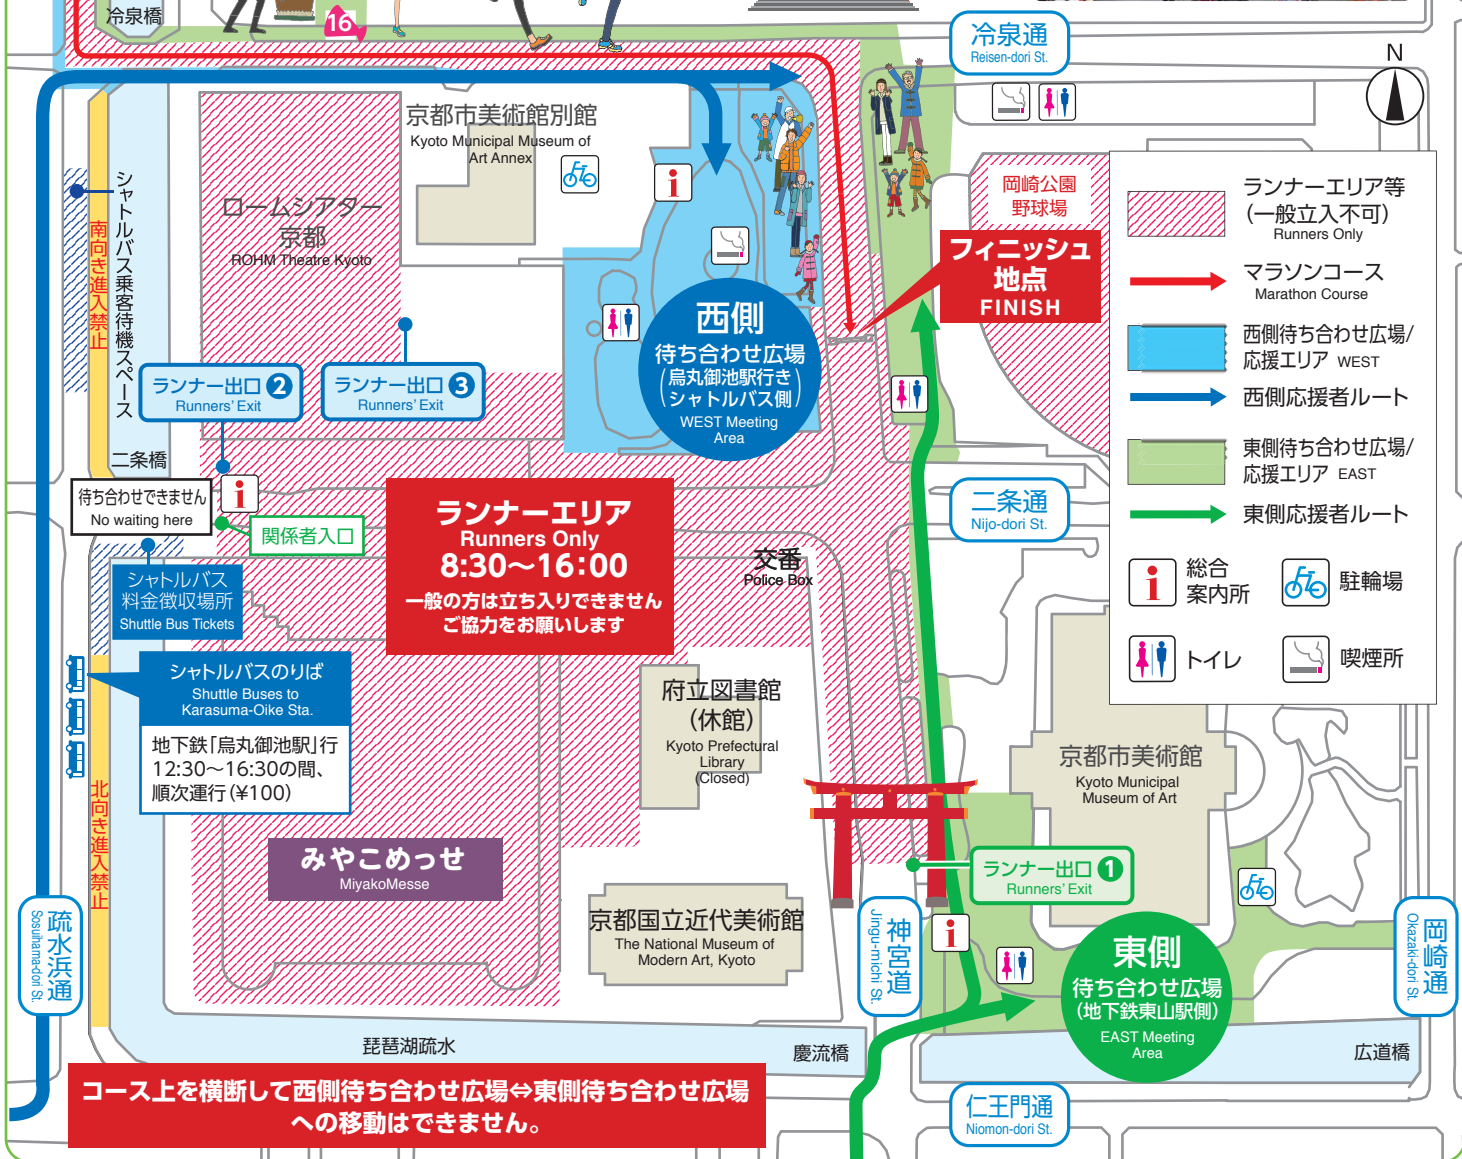 冷泉橋
16
冷泉通
Reisen-dori St.
N
京都市美術館別館
Kyoto Municipal Museum of
Art Annex
ロームシアター
京都
ROHM Theatre Kyoto
シャトルバス乗客待機スペース
南向き進入禁止
岡崎公園
野球場
フィニッシュ
地点
FINISH
ランナーエリア等
(一般立入不可)
Runners Only
マラソンコース
Marathon Course
西側待ち合わせ広場/
応援エリア WEST
西側応援者ルート
東側待ち合わせ広場/
応援エリア EAST
東側応援者ルート
i
総合
案内所
駐輪場
トイレ
喫煙所
i
西側
待ち合わせ広場
(烏丸御池駅行き
シャトルバス側)
WEST Meeting
Area
ランナー出口 2
Runners' Exit
ランナー出口 3
Runners' Exit
二条橋
待ち合わせできません
No waiting here
i
関係者入口
ランナーエリア
Runners Only
8:30〜16:00
一般の方は立ち入りできません
ご協力をお願いします
交番
Police Box
二条通
Nijo-dori St.
シャトルバス
料金徴収場所
Shuttle Bus Tickets
シャトルバスのりば
Shuttle Buses to
Karasuma-Oike Sta.
地下鉄「烏丸御池駅」行
12:30〜16:30の間、
順次運行(¥100)
北向き進入禁止
府立図書館
(休館)
Kyoto Prefectural
Library
(Closed)
京都市美術館
Kyoto Municipal
Museum of Art
みやこめっせ
MiyakoMesse
ランナー出口 1
Runners' Exit
京都国立近代美術館
The National Museum of
Modern Art, Kyoto
疏水浜通
Sosuihama-dori St.
神宮道
Jingu-michi St.
i
東側
待ち合わせ広場
(地下鉄東山駅側)
EAST Meeting
Area
岡崎通
Okazaki-dori St.
琵琶湖疏水
慶流橋
広道橋
コース上を横断して西側待ち合わせ広場⇔東側待ち合わせ広場
への移動はできません。
仁王門通
Niomon-dori St.